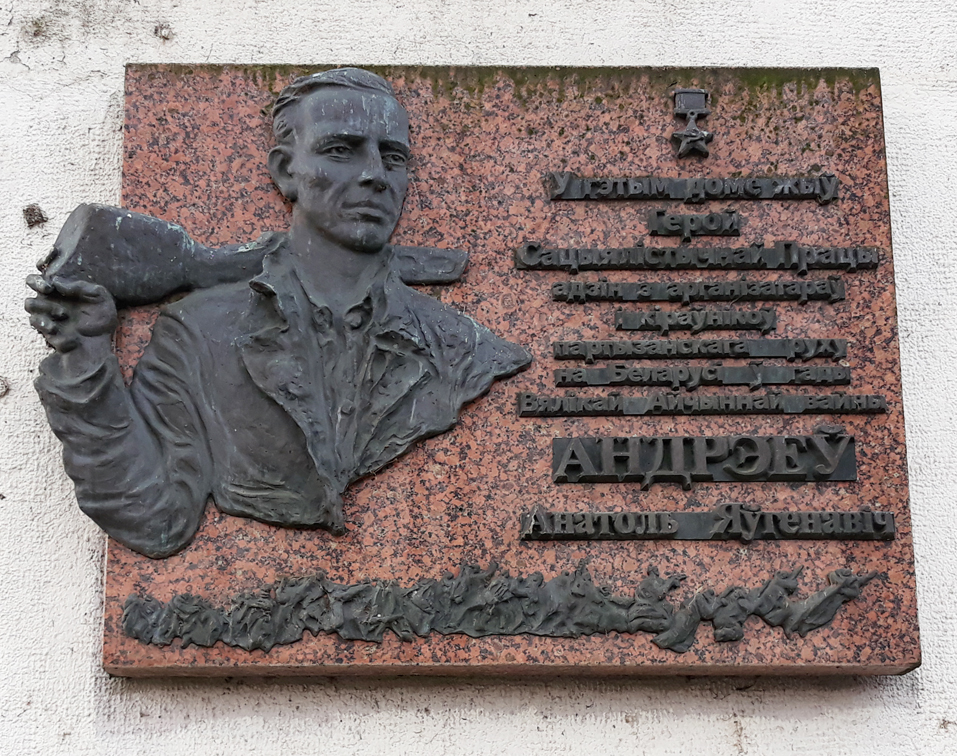 У гэтым доме жыў
Герой
Сацыялістычнай Працы
адзін з арганізатараў
і кіраўнікоў
партызанскага руху
на Беларусі ў гады
Вялікай Айчыннай вайны
АНДРЭЕЎ
Анатоль Яўгенавіч